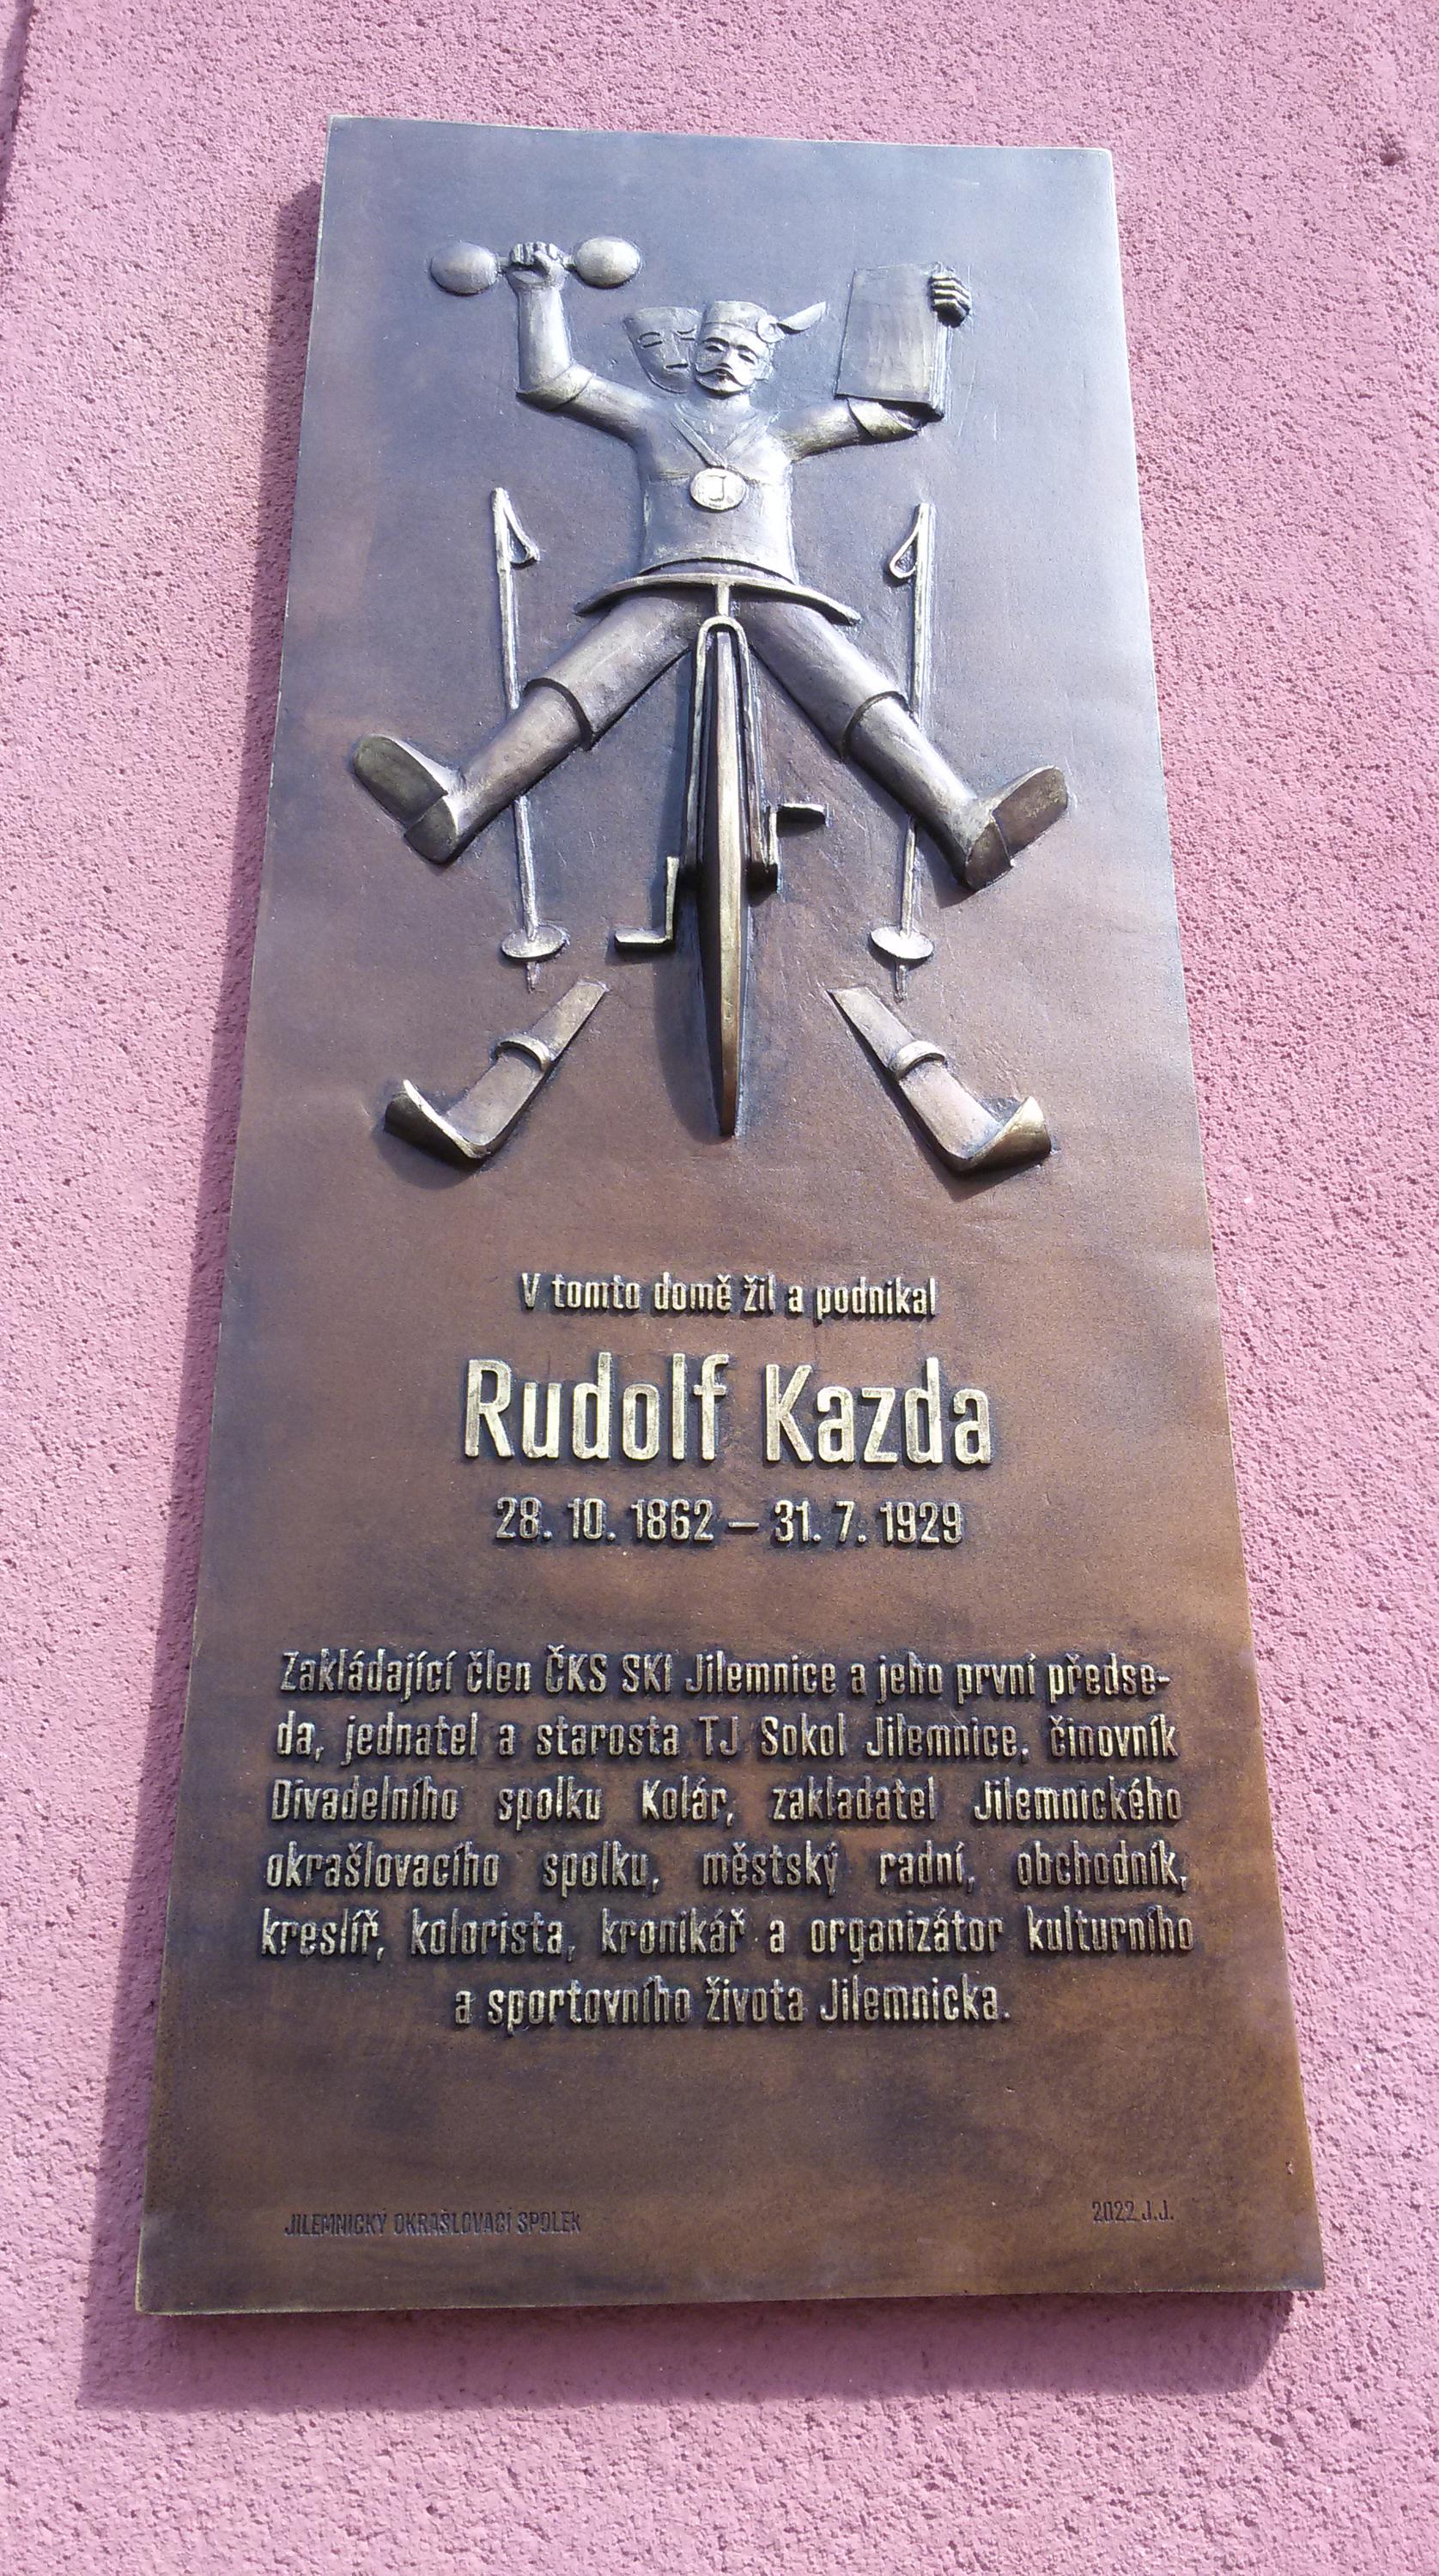 V tomto domě žil a podnikal
Rudolf Kazda
28. 10. 1862 – 31. 7. 1929
Zakládající člen ČKS SKI Jilemnice a jeho první předse-
da, jednatel a starosta TJ Sokol Jilemnice, činovník
Divadelního spolku Kolár, zakladatel Jilemnického
okrašlovacího spolku, městský radní, obchodník,
kreslíř, kolorista, kronikář a organizátor kulturního
a sportovního života Jilemnicka.
JILEMNICKÝ OKRAŠLOVACÍ SPOLEK
2022 J.J.
J